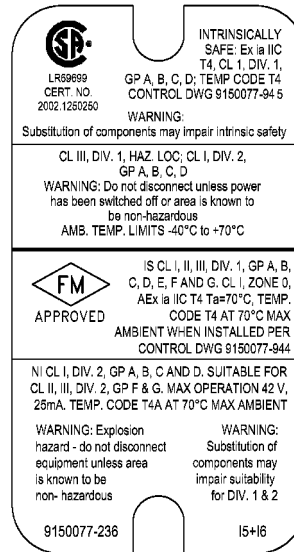 CSA
LR69699
CERT. NO.
2002.1250250
INTRINSICALLY
SAFE: Ex ia IIC
T4, CL 1, DIV. 1,
GP A, B, C, D; TEMP CODE T4
CONTROL DWG 9150077-945
WARNING:
Substitution of components may impair intrinsic safety
CL III, DIV. 1, HAZ. LOC; CL I, DIV. 2,
GP A, B, C, D
WARNING: Do not disconnect unless power
has been switched off or area is known to
be non-hazardous
AMB. TEMP. LIMITS -40°C to +70°C
FM
APPROVED
IS CL I, II, III, DIV. 1, GP A, B,
C, D, E, F AND G. CL I, ZONE 0,
AEx ia IIC T4 Ta=70°C, TEMP.
CODE T4 AT 70°C MAX
AMBIENT WHEN INSTALLED PER
CONTROL DWG 9150077-944
NI CL I, DIV. 2, GP A, B, C AND D. SUITABLE FOR
CL II, III, DIV. 2, GP F & G. MAX OPERATION 42 V,
25mA. TEMP. CODE T4A AT 70°C MAX AMBIENT
WARNING: Explosion
hazard - do not disconnect
equipment unless area
is known to be
non- hazardous
WARNING:
Substitution of
components may
impair suitability
for DIV. 1 & 2
9150077-236
I5+I6